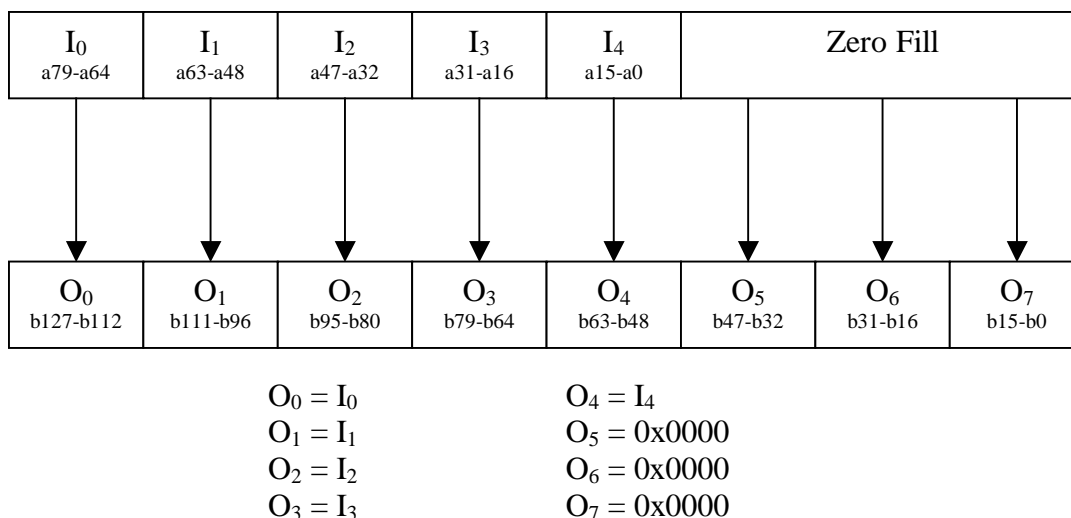 I₀ I₁ I₂ I₃ I₄ Zero Fill
a79-a64 a63-a48 a47-a32 a31-a16 a15-a0
O₀ O₁ O₂ O₃ O₄ O₅ O₆ O₇
b127-b112 b111-b96 b95-b80 b79-b64 b63-b48 b47-b32 b31-b16 b15-b0
O₀ = I₀ O₄ = I₄
O₁ = I₁ O₅ = 0x0000
O₂ = I₂ O₆ = 0x0000
O₃ = I₃ O₇ = 0x0000